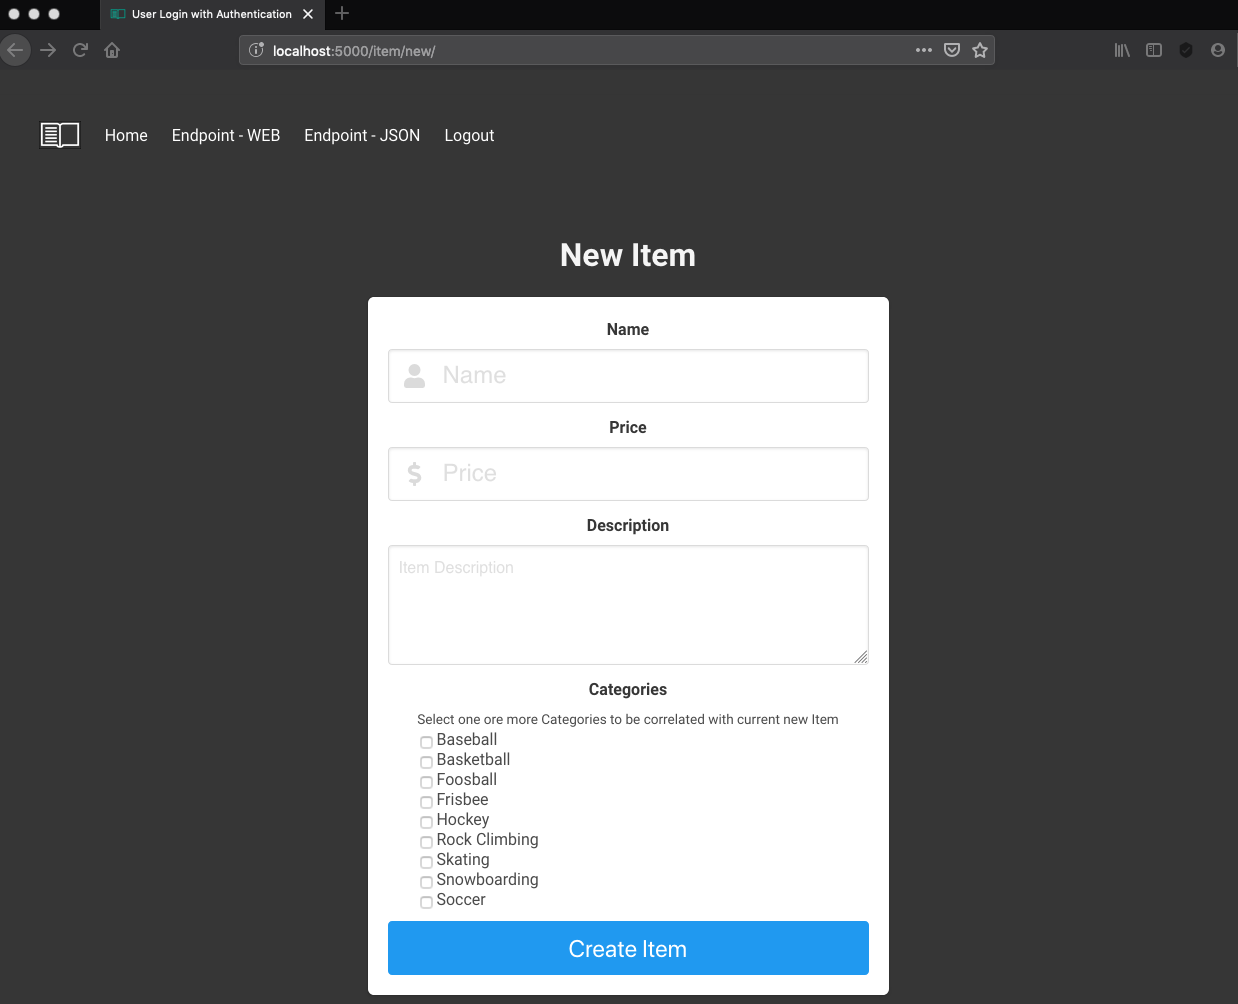 User Login with Authentication
localhost:5000/item/new/
Home Endpoint - WEB Endpoint - JSON Logout
New Item
Name
Name
Price
$ Price
Description
Item Description
Categories
Select one ore more Categories to be correlated with current new Item
Baseball
Basketball
Foosball
Frisbee
Hockey
Rock Climbing
Skating
Snowboarding
Soccer
Create Item